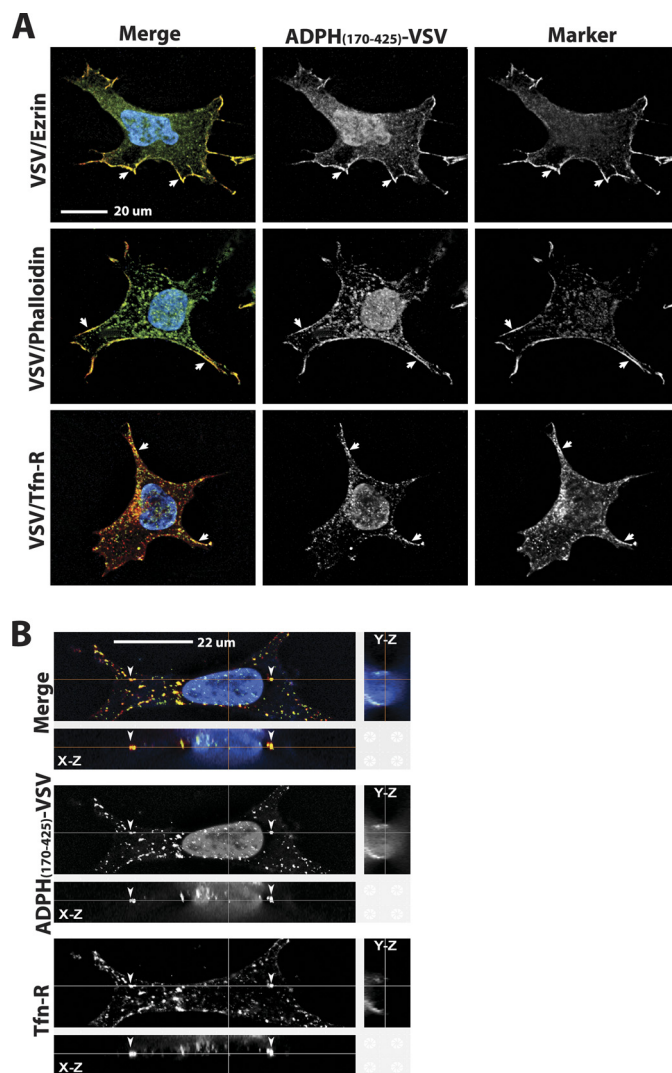 A
Merge
ADPH(170-425)-VSV
Marker
VSV/Ezrin
20 um
VSV/Phalloidin
VSV/Tfn-R
B
22 um
Y-Z
Merge
X-Z
Y-Z
ADPH(170-425)-VSV
X-Z
Y-Z
Tfn-R
X-Z